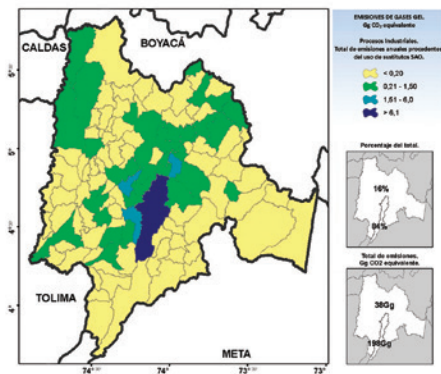 CALDAS
BOYACÁ
TOLIMA
META
74°
74°
73°
EMISIONES DE GASES GEI.
Gg CO₂ equivalente
Procesos Industriales.
Total de emisiones anuales procedentes
del uso de sustitutos SAO.
< 0,20
0,21 - 1,50
1,51 - 6,0
> 6,1
Porcentaje del total.
16%
84%
Total de emisiones.
Gg CO2 equivalente.
38Gg
198Gg